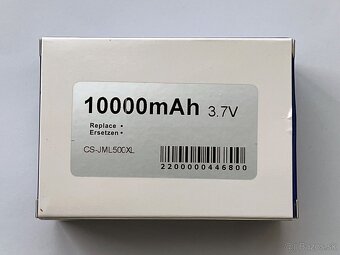 10000mAh 3.7V
Replace •
Ersetzen •
CS-JML500XL
2200000446800